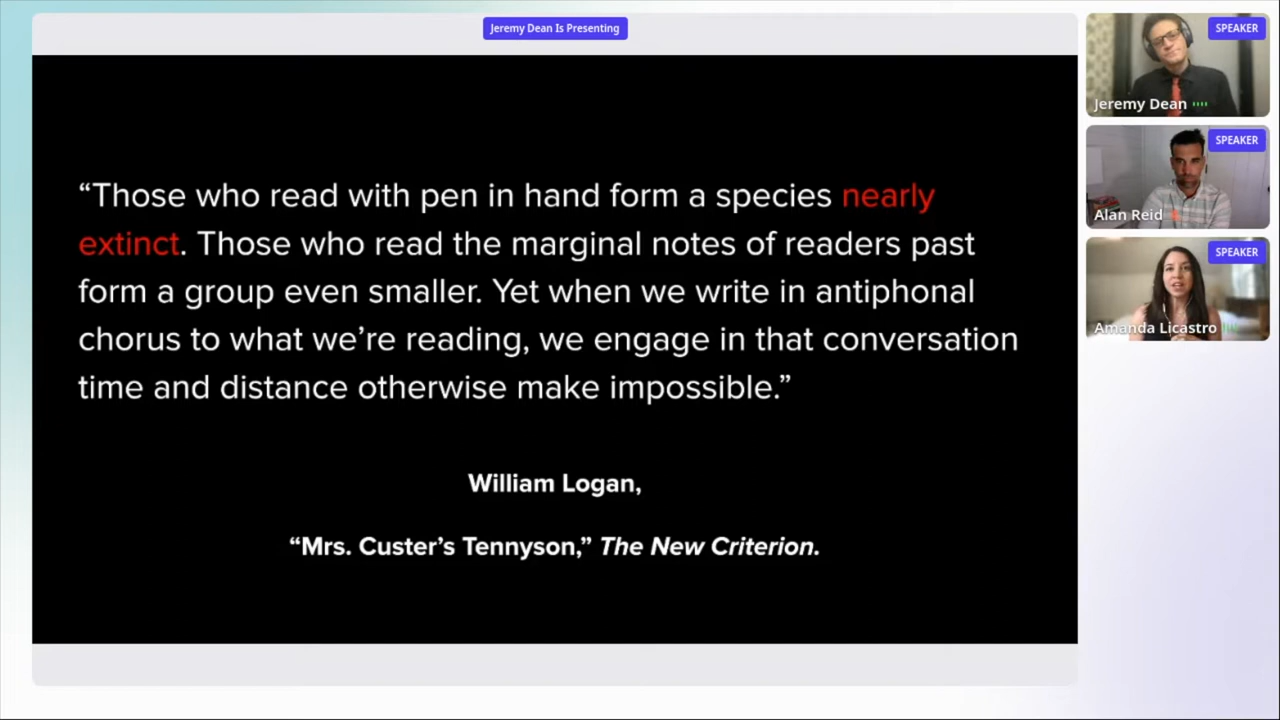 Jeremy Dean Is Presenting
“Those who read with pen in hand form a species nearly
extinct. Those who read the marginal notes of readers past
form a group even smaller. Yet when we write in antiphonal
chorus to what we’re reading, we engage in that conversation
time and distance otherwise make impossible.”
William Logan,
“Mrs. Custer’s Tennyson,” The New Criterion.
SPEAKER
Jeremy Dean
SPEAKER
Alan Reid
SPEAKER
Amanda Licastro